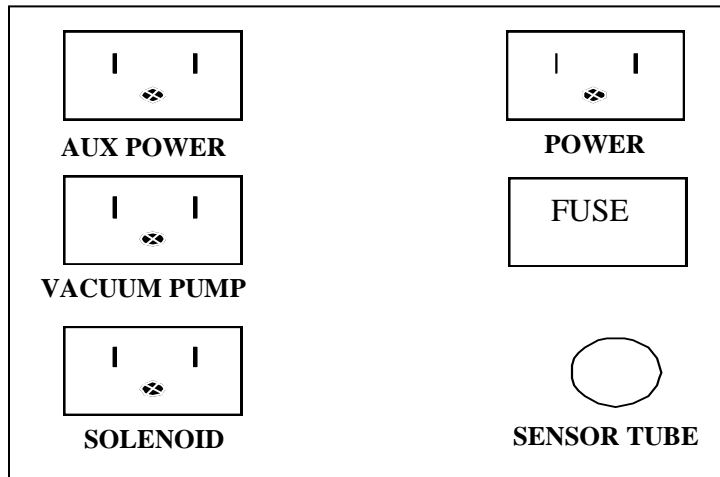 AUX POWER
POWER
FUSE
VACUUM PUMP
SOLENOID
SENSOR TUBE